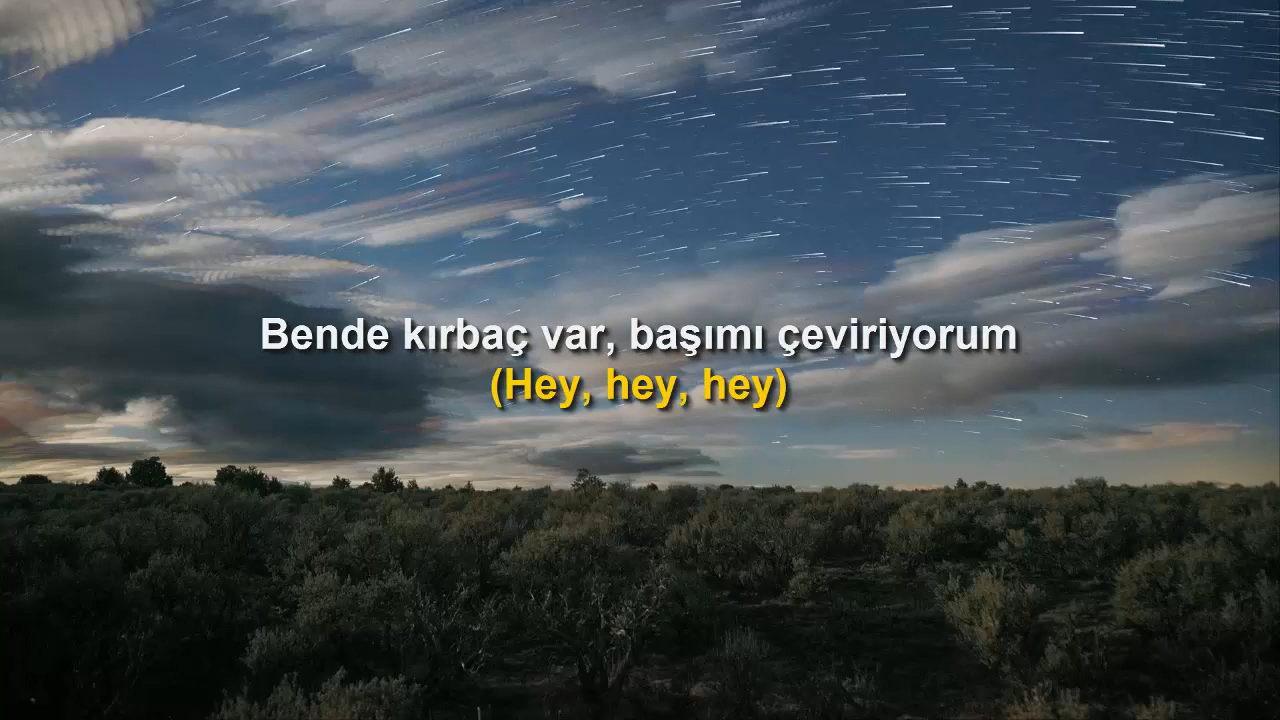 Bende kırbaç var, başımı çeviriyorum
(Hey, hey, hey)